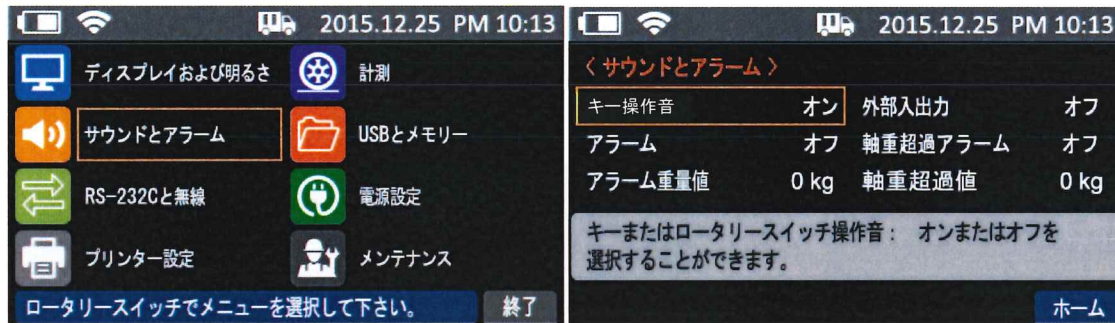 2015.12.25 PM 10:13
ディスプレイおよび明るさ
計測
サウンドとアラーム
USBとメモリー
RS-232Cと無線
電源設定
プリンター設定
メンテナンス
ロータリースイッチでメニューを選択して下さい。
終了
2015.12.25 PM 10:13
〈 サウンドとアラーム 〉
キー操作音 オン 外部入出力 オフ
アラーム オフ 軸重超過アラーム オフ
アラーム重量値 0 kg 軸重超過値 0 kg
キーまたはロータリースイッチ操作音： オンまたはオフを
選択することができます。
ホーム